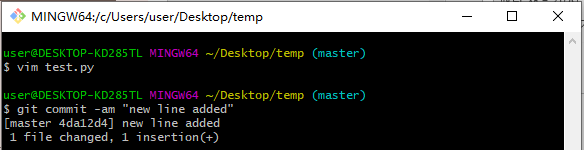 MINGW64:/c/Users/user/Desktop/temp
user@DESKTOP-KD285TL MINGW64 ~/Desktop/temp (master)
$ vim test.py
user@DESKTOP-KD285TL MINGW64 ~/Desktop/temp (master)
$ git commit -am "new line added"
[master 4da12d4] new line added
 1 file changed, 1 insertion(+)